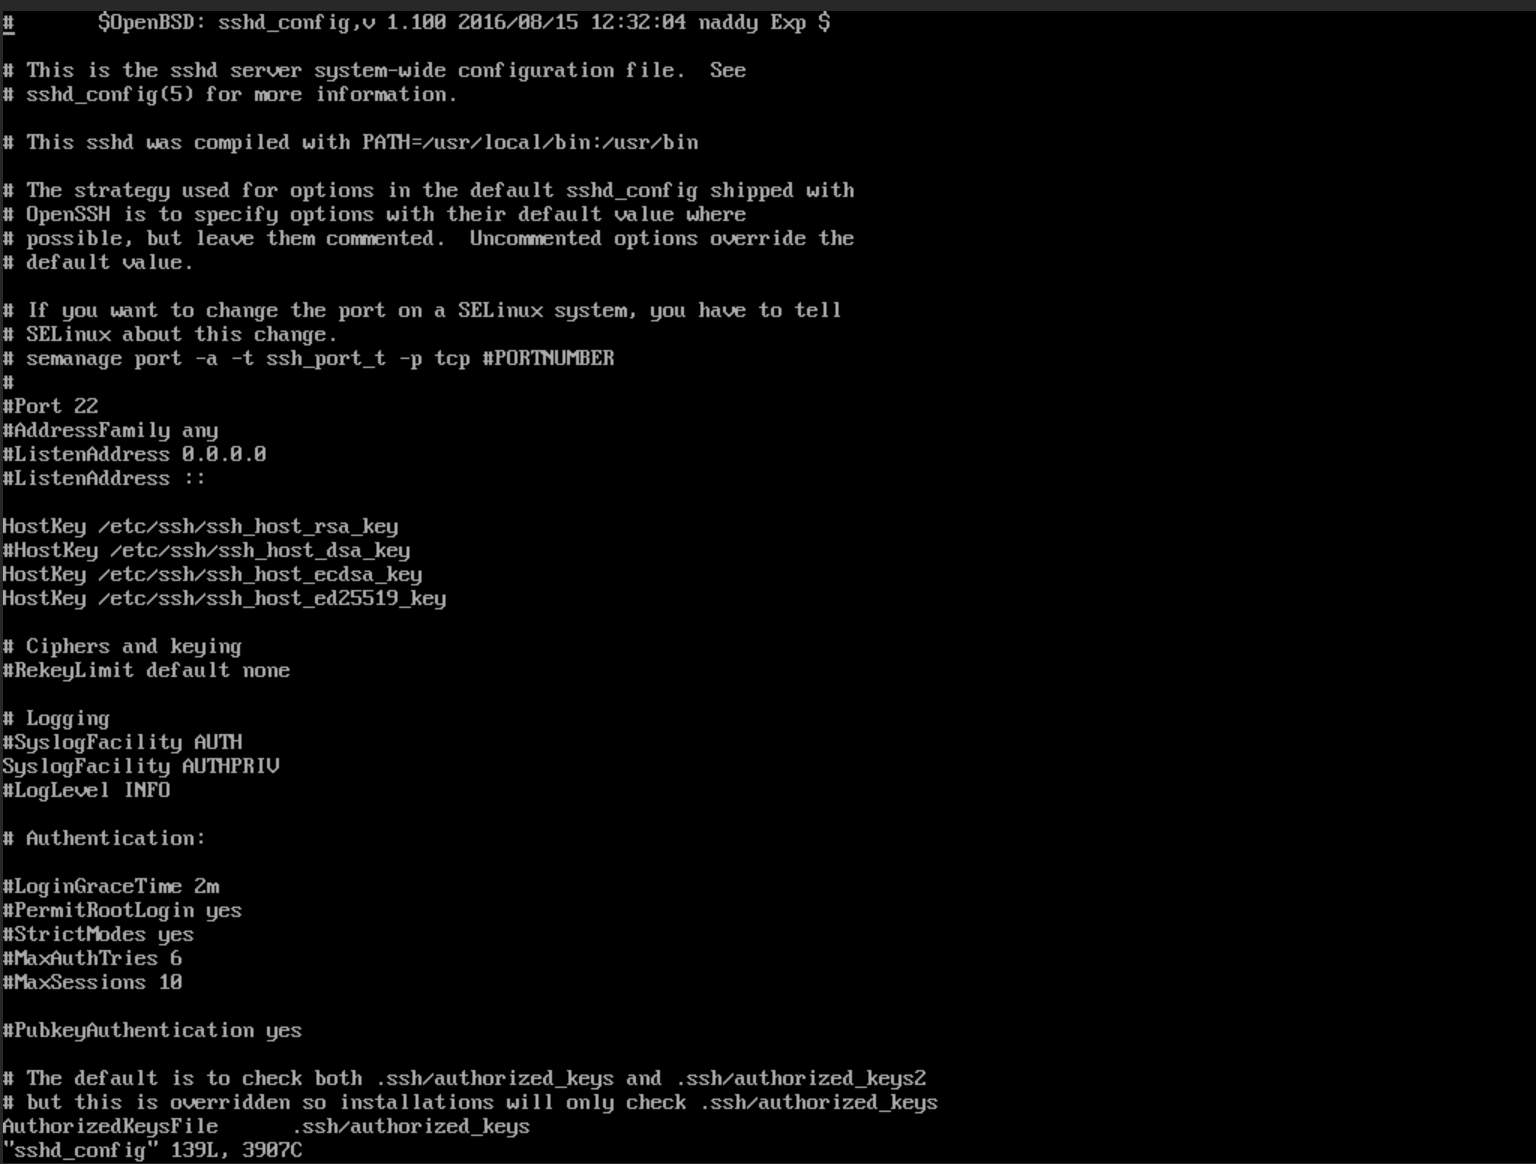 #       $OpenBSD: sshd_config,v 1.100 2016/08/15 12:32:04 naddy Exp $

# This is the sshd server system-wide configuration file.  See
# sshd_config(5) for more information.

# This sshd was compiled with PATH=/usr/local/bin:/usr/bin

# The strategy used for options in the default sshd_config shipped with
# OpenSSH is to specify options with their default value where
# possible, but leave them commented.  Uncommented options override the
# default value.

# If you want to change the port on a SELinux system, you have to tell
# SELinux about this change.
# semanage port -a -t ssh_port_t -p tcp #PORTNUMBER
#
#Port 22
#AddressFamily any
#ListenAddress 0.0.0.0
#ListenAddress ::

HostKey /etc/ssh/ssh_host_rsa_key
#HostKey /etc/ssh/ssh_host_dsa_key
HostKey /etc/ssh/ssh_host_ecdsa_key
HostKey /etc/ssh/ssh_host_ed25519_key

# Ciphers and keying
#RekeyLimit default none

# Logging
#SyslogFacility AUTH
SyslogFacility AUTHPRIV
#LogLevel INFO

# Authentication:

#LoginGraceTime 2m
#PermitRootLogin yes
#StrictModes yes
#MaxAuthTries 6
#MaxSessions 10

#PubkeyAuthentication yes

# The default is to check both .ssh/authorized_keys and .ssh/authorized_keys2
# but this is overridden so installations will only check .ssh/authorized_keys
AuthorizedKeysFile      .ssh/authorized_keys
"sshd_config" 139L, 3907C